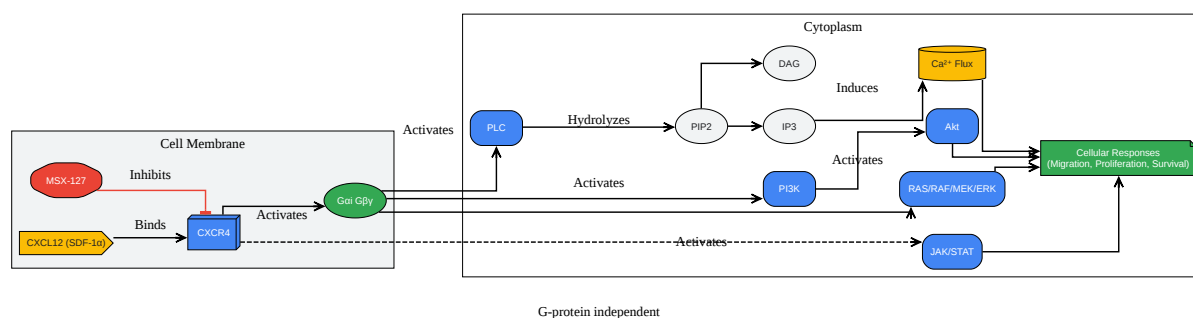 Cytoplasm
DAG
Ca²⁺ Flux
Induces
Activates
PLC
Hydrolyzes
PIP2
IP3
Akt
Cell Membrane
Cellular Responses
(Migration, Proliferation, Survival)
Activates
MSX-127
Inhibits
Activates
PI3K
RAS/RAF/MEK/ERK
Gαi Gβγ
Activates
Binds
CXCR4
CXCL12 (SDF-1α)
Activates
JAK/STAT
G-protein independent